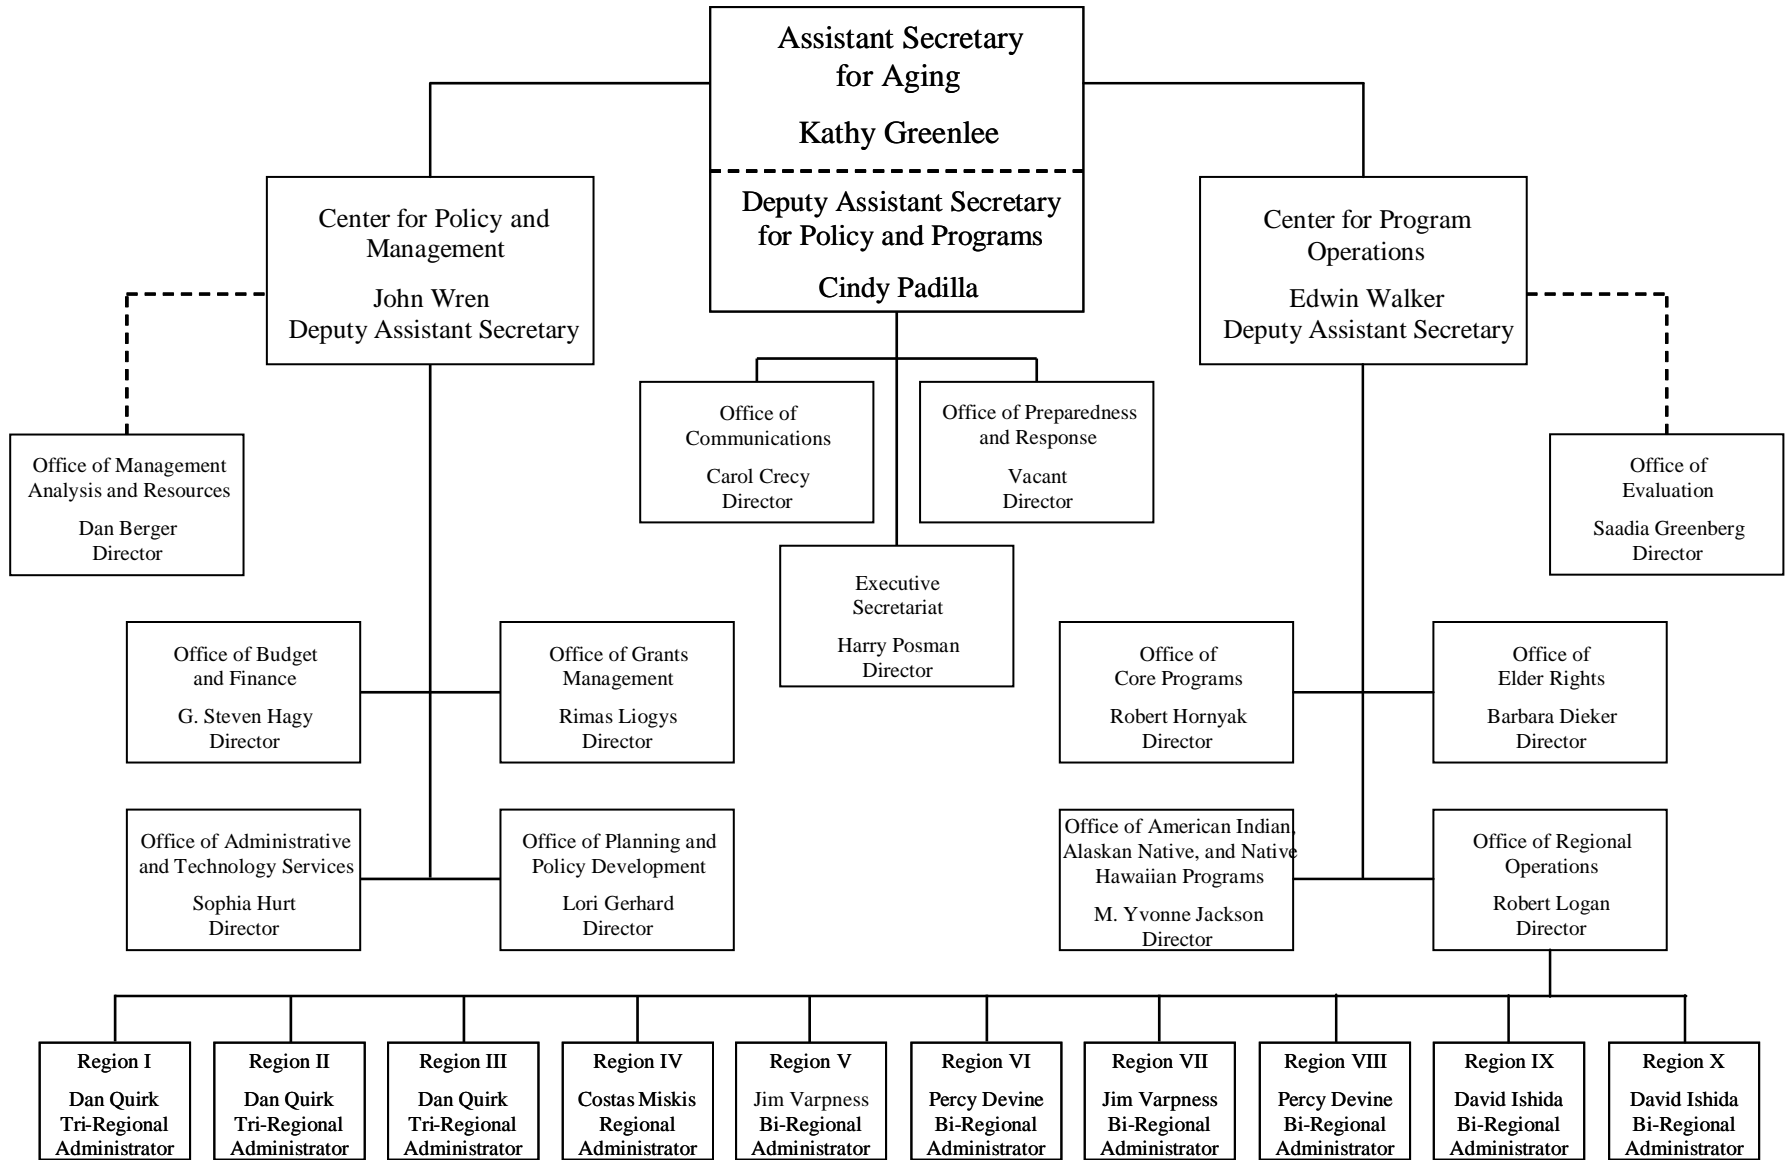 Assistant Secretary
for Aging
Kathy Greenlee
Deputy Assistant Secretary
for Policy and Programs
Cindy Padilla
Center for Policy and
Management
John Wren
Deputy Assistant Secretary
Center for Program
Operations
Edwin Walker
Deputy Assistant Secretary
Office of
Communications
Carol Crecy
Director
Office of Preparedness
and Response
Vacant
Director
Office of Management
Analysis and Resources
Dan Berger
Director
Office of
Evaluation
Saadia Greenberg
Director
Executive
Secretariat
Harry Posman
Director
Office of Budget
and Finance
G. Steven Hagy
Director
Office of Grants
Management
Rimas Liogys
Director
Office of
Core Programs
Robert Hornyak
Director
Office of
Elder Rights
Barbara Dieker
Director
Office of Administrative
and Technology Services
Sophia Hurt
Director
Office of Planning and
Policy Development
Lori Gerhard
Director
Office of American Indian,
Alaskan Native, and Native
Hawaiian Programs
M. Yvonne Jackson
Director
Office of Regional
Operations
Robert Logan
Director
Region I
Dan Quirk
Tri-Regional
Administrator
Region II
Dan Quirk
Tri-Regional
Administrator
Region III
Dan Quirk
Tri-Regional
Administrator
Region IV
Costas Miskis
Regional
Administrator
Region V
Jim Varpness
Bi-Regional
Administrator
Region VI
Percy Devine
Bi-Regional
Administrator
Region VII
Jim Varpness
Bi-Regional
Administrator
Region VIII
Percy Devine
Bi-Regional
Administrator
Region IX
David Ishida
Bi-Regional
Administrator
Region X
David Ishida
Bi-Regional
Administrator